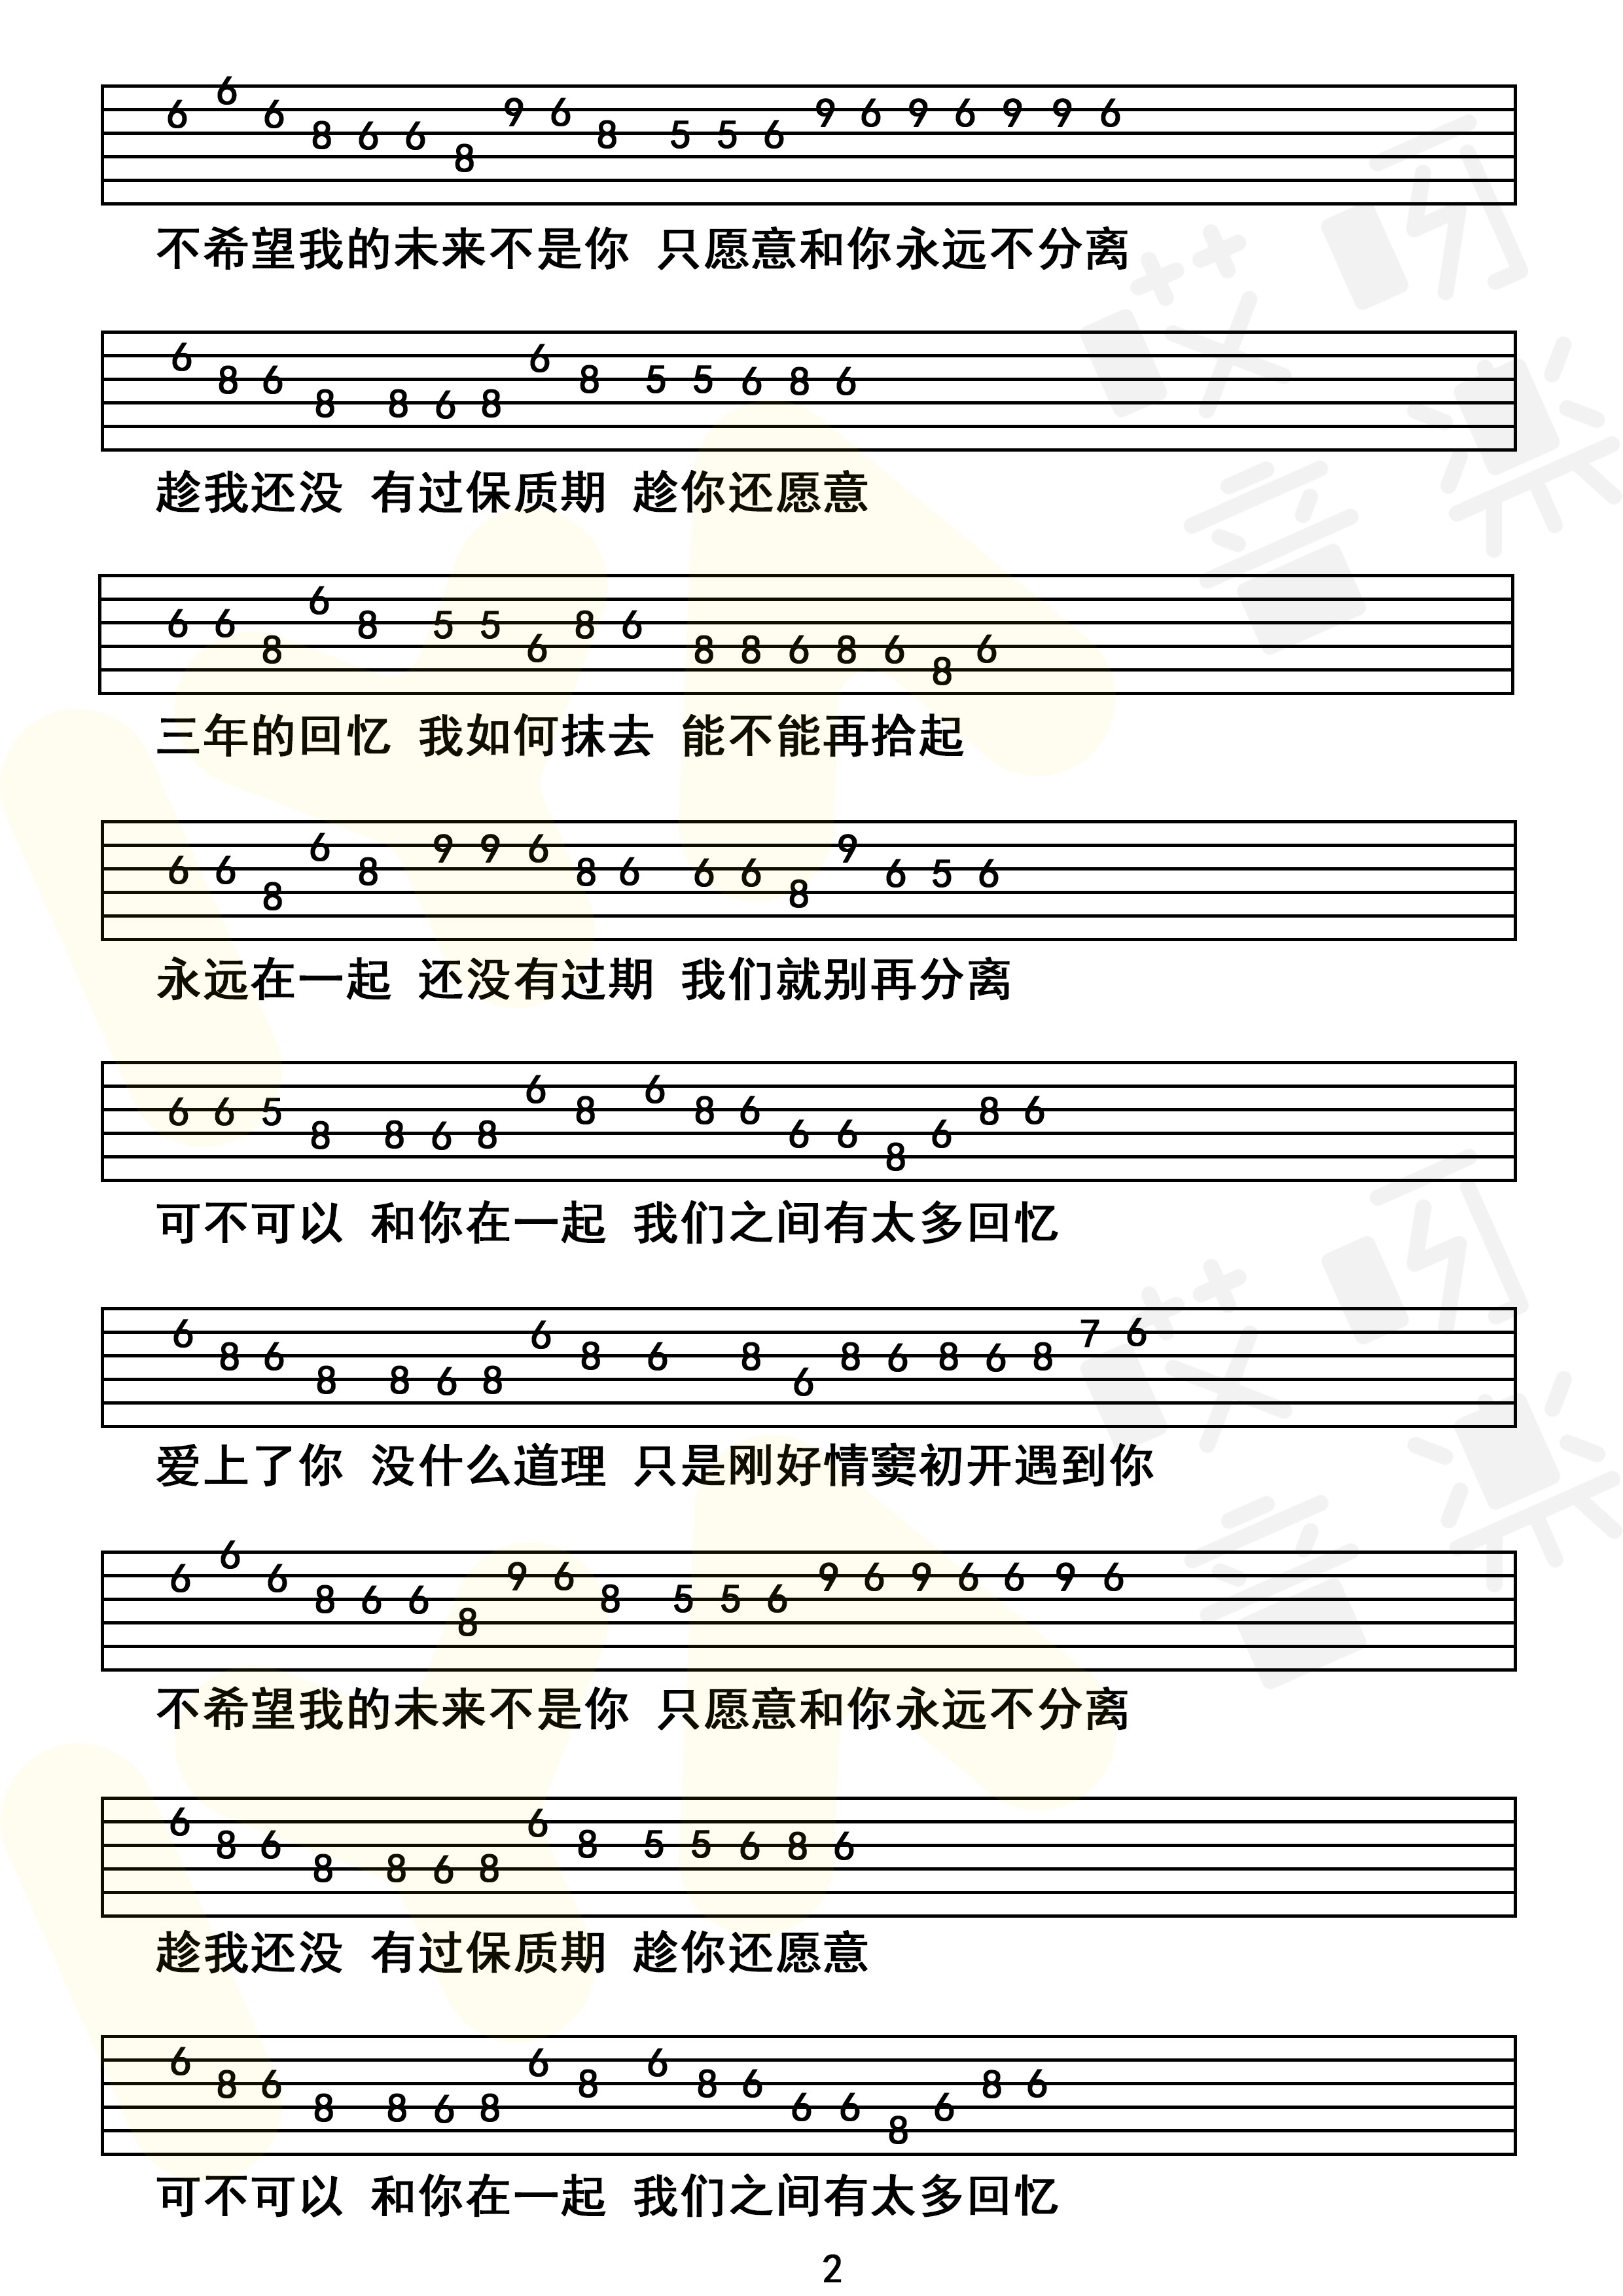 6 6 6 8 6 6 8 9 6 8 5 5 6 9 6 9 6 9 9 6
不希望我的未来不是你 只愿意和你永远不分离
6 8 6 8 8 6 8 6 8 5 5 6 8 6
趁我还没 有过保质期 趁你还愿意
6 6 8 6 8 5 5 6 8 6 8 8 6 8 6 8 6
三年的回忆 我如何抹去 能不能再拾起
6 6 8 6 8 9 9 6 8 6 6 6 8 9 6 5 6
永远在一起 还没有过期 我们就别再分离
6 6 5 8 8 6 8 6 8 6 8 6 6 6 8 6 8 6
可不可以 和你在一起 我们之间有太多回忆
6 8 6 8 8 6 8 6 8 6 8 6 8 6 8 6 8 7 6
爱上了你 没什么道理 只是刚好情窦初开遇到你
6 6 6 8 6 6 8 9 6 8 5 5 6 9 6 9 6 6 9 6
不希望我的未来不是你 只愿意和你永远不分离
6 8 6 8 8 6 8 6 8 5 5 6 8 6
趁我还没 有过保质期 趁你还愿意
6 8 6 8 8 6 8 6 8 6 8 6 6 6 8 6 8 6
可不可以 和你在一起 我们之间有太多回忆
2